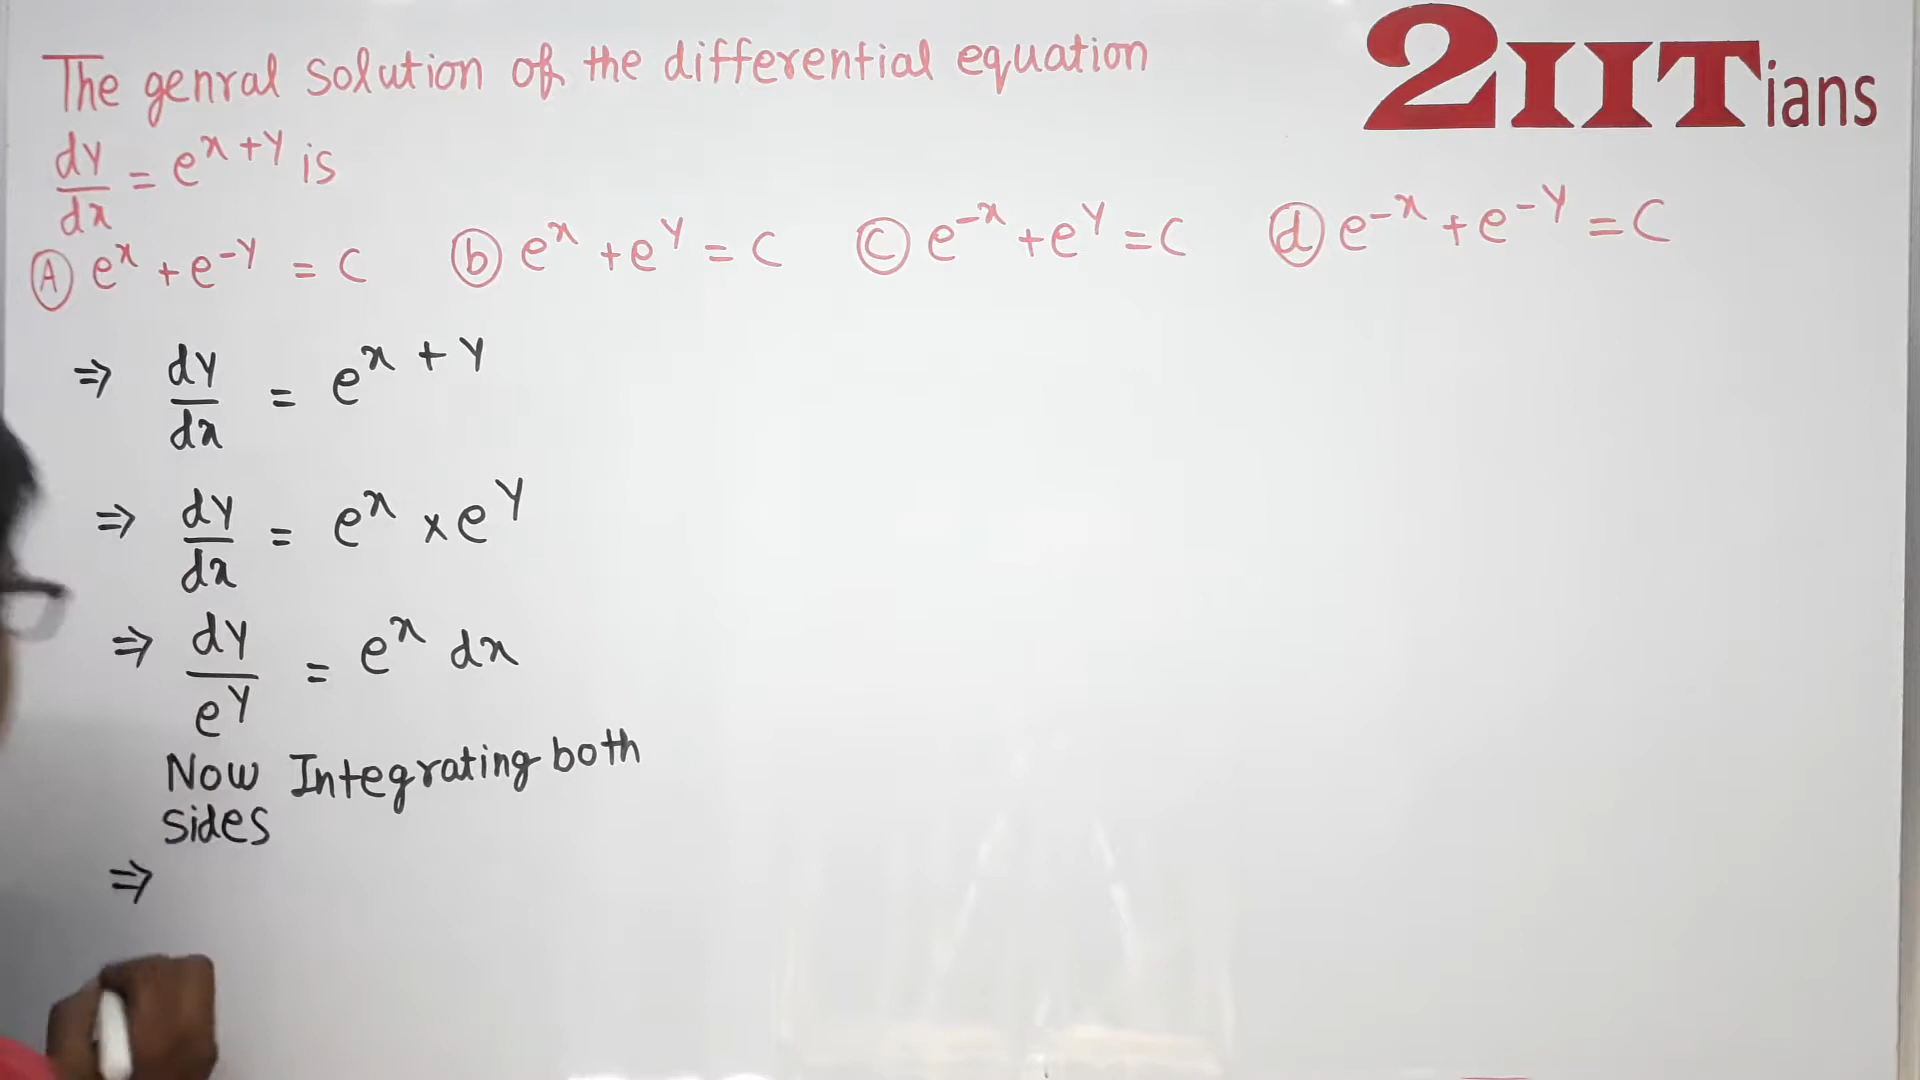 The genral solution of the differential equation
2IITians
dy/dx = e^{x+y} is
(A) e^x + e^{-y} = C (b) e^x + e^y = C (c) e^{-x} + e^y = C (d) e^{-x} + e^{-y} = C
⇒ dy/dx = e^{x+y}
⇒ dy/dx = e^x × e^y
⇒ dy/e^y = e^x dx
Now Integrating both
sides
⇒